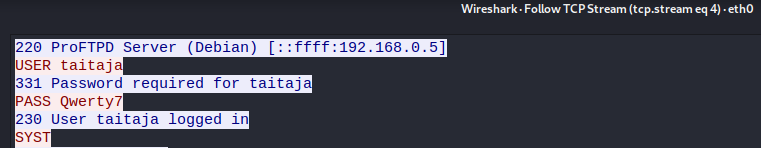 Wireshark · Follow TCP Stream (tcp.stream eq 4) · eth0
220 ProFTPD Server (Debian) [::ffff:192.168.0.5]
USER taitaja
331 Password required for taitaja
PASS Qwerty7
230 User taitaja logged in
SYST